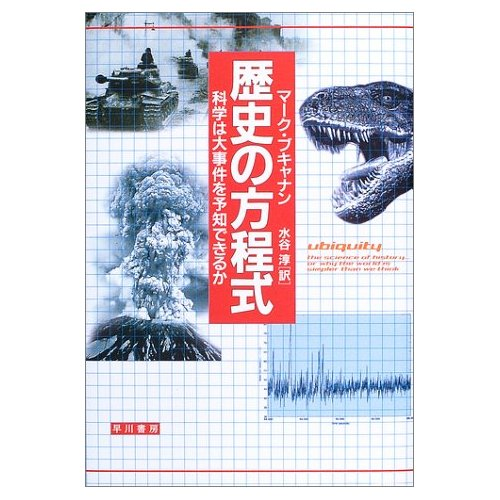 マーク・ブキャナン
水谷 淳[訳]
歴史の方程式
科学は大事件を予知できるか
ubiquity
the science of history...
or why the world is
simpler than we think
早川書房